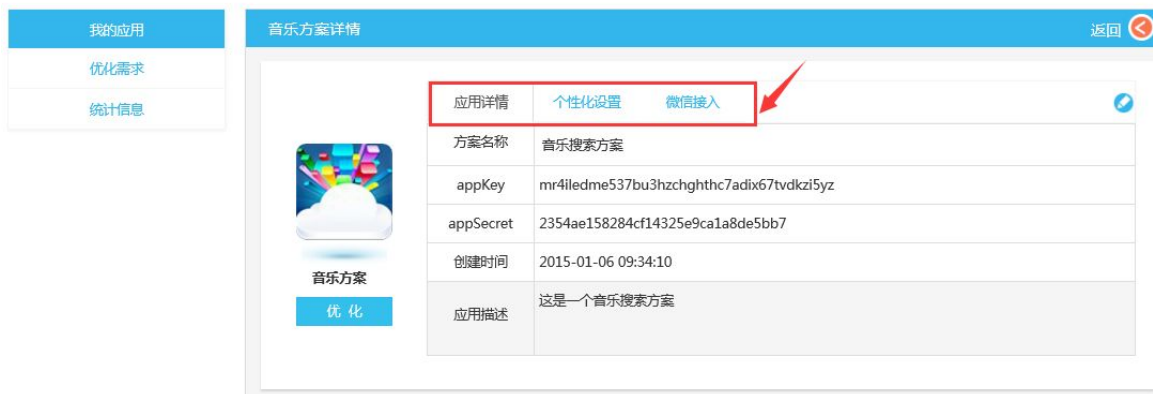 我的应用
优化需求
统计信息
音乐方案详情
返回
应用详情 个性化设置 微信接入
方案名称 音乐搜索方案
appKey mr4iledme537bu3hzchghthc7adix67tvdkzi5yz
appSecret 2354ae158284cf14325e9ca1a8de5bb7
创建时间 2015-01-06 09:34:10
应用描述 这是一个音乐搜索方案
音乐方案
优 化